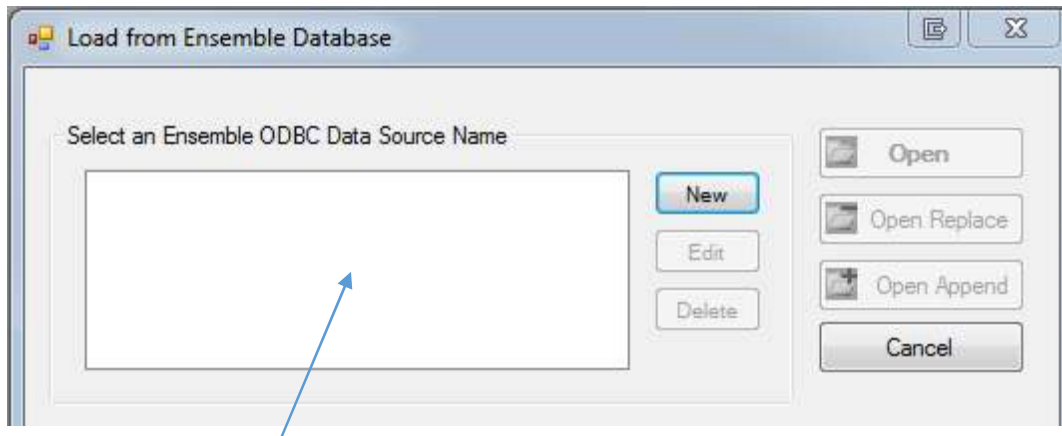 Load from Ensemble Database
Select an Ensemble ODBC Data Source Name
New
Edit
Delete
Open
Open Replace
Open Append
Cancel